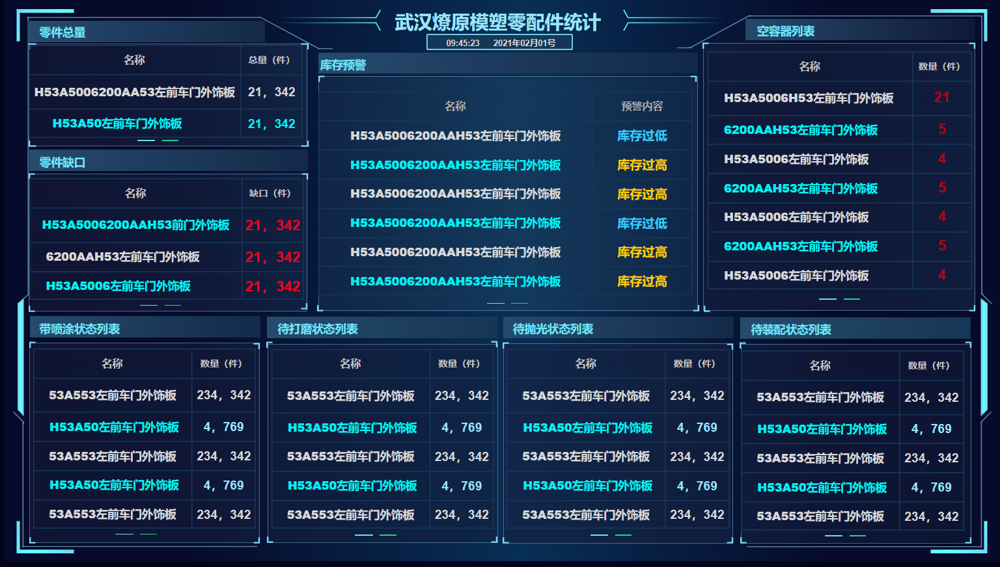 武汉燎原模塑零配件统计
09:45:23 2021年02月01号
零件总量
名称 总量（件）
H53A5006200AA53左前车门外饰板 21，342
H53A50左前车门外饰板 21，342
零件缺口
名称 缺口（件）
H53A5006200AAH53前门外饰板 21，342
6200AAH53左前车门外饰板 21，342
H53A5006左前车门外饰板 21，342
库存预警
名称 预警内容
H53A5006200AAH53左前车门外饰板 库存过低
H53A5006200AAH53左前车门外饰板 库存过高
H53A5006200AAH53左前车门外饰板 库存过高
H53A5006200AAH53左前车门外饰板 库存过低
H53A5006200AAH53左前车门外饰板 库存过高
H53A5006200AAH53左前车门外饰板 库存过高
空容器列表
名称 数量（件）
H53A5006H53左前车门外饰板 21
6200AAH53左前车门外饰板 5
H53A5006左前车门外饰板 4
6200AAH53左前车门外饰板 5
H53A5006左前车门外饰板 4
6200AAH53左前车门外饰板 5
H53A5006左前车门外饰板 4
带喷涂状态列表
名称 数量（件）
53A553左前车门外饰板 234，342
H53A50左前车门外饰板 4，769
53A553左前车门外饰板 234，342
H53A50左前车门外饰板 4，769
53A553左前车门外饰板 234，342
待打磨状态列表
名称 数量（件）
53A553左前车门外饰板 234，342
H53A50左前车门外饰板 4，769
53A553左前车门外饰板 234，342
H53A50左前车门外饰板 4，769
53A553左前车门外饰板 234，342
待抛光状态列表
名称 数量（件）
53A553左前车门外饰板 234，342
H53A50左前车门外饰板 4，769
53A553左前车门外饰板 234，342
H53A50左前车门外饰板 4，769
53A553左前车门外饰板 234，342
待装配状态列表
名称 数量（件）
53A553左前车门外饰板 234，342
H53A50左前车门外饰板 4，769
53A553左前车门外饰板 234，342
H53A50左前车门外饰板 4，769
53A553左前车门外饰板 234，342